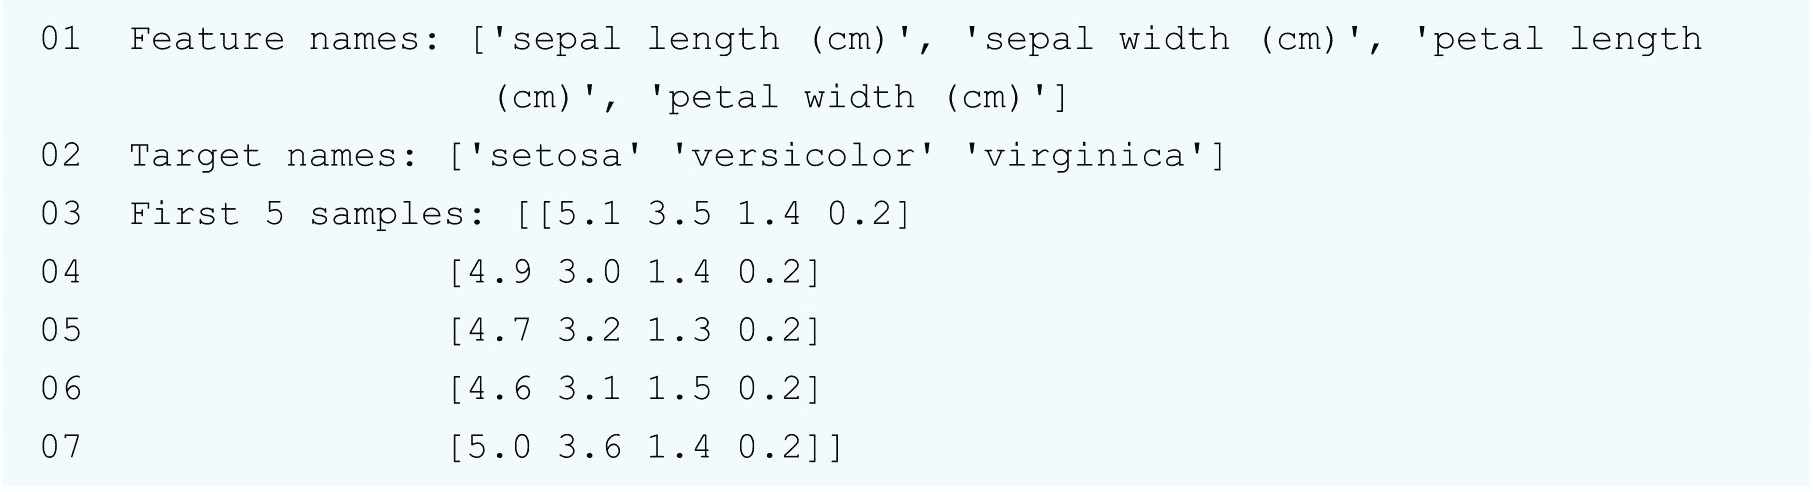 01 Feature names: ['sepal length (cm)', 'sepal width (cm)', 'petal length
(cm)', 'petal width (cm)']
02 Target names: ['setosa' 'versicolor' 'virginica']
03 First 5 samples: [[5.1 3.5 1.4 0.2]
04 [4.9 3.0 1.4 0.2]
05 [4.7 3.2 1.3 0.2]
06 [4.6 3.1 1.5 0.2]
07 [5.0 3.6 1.4 0.2]]